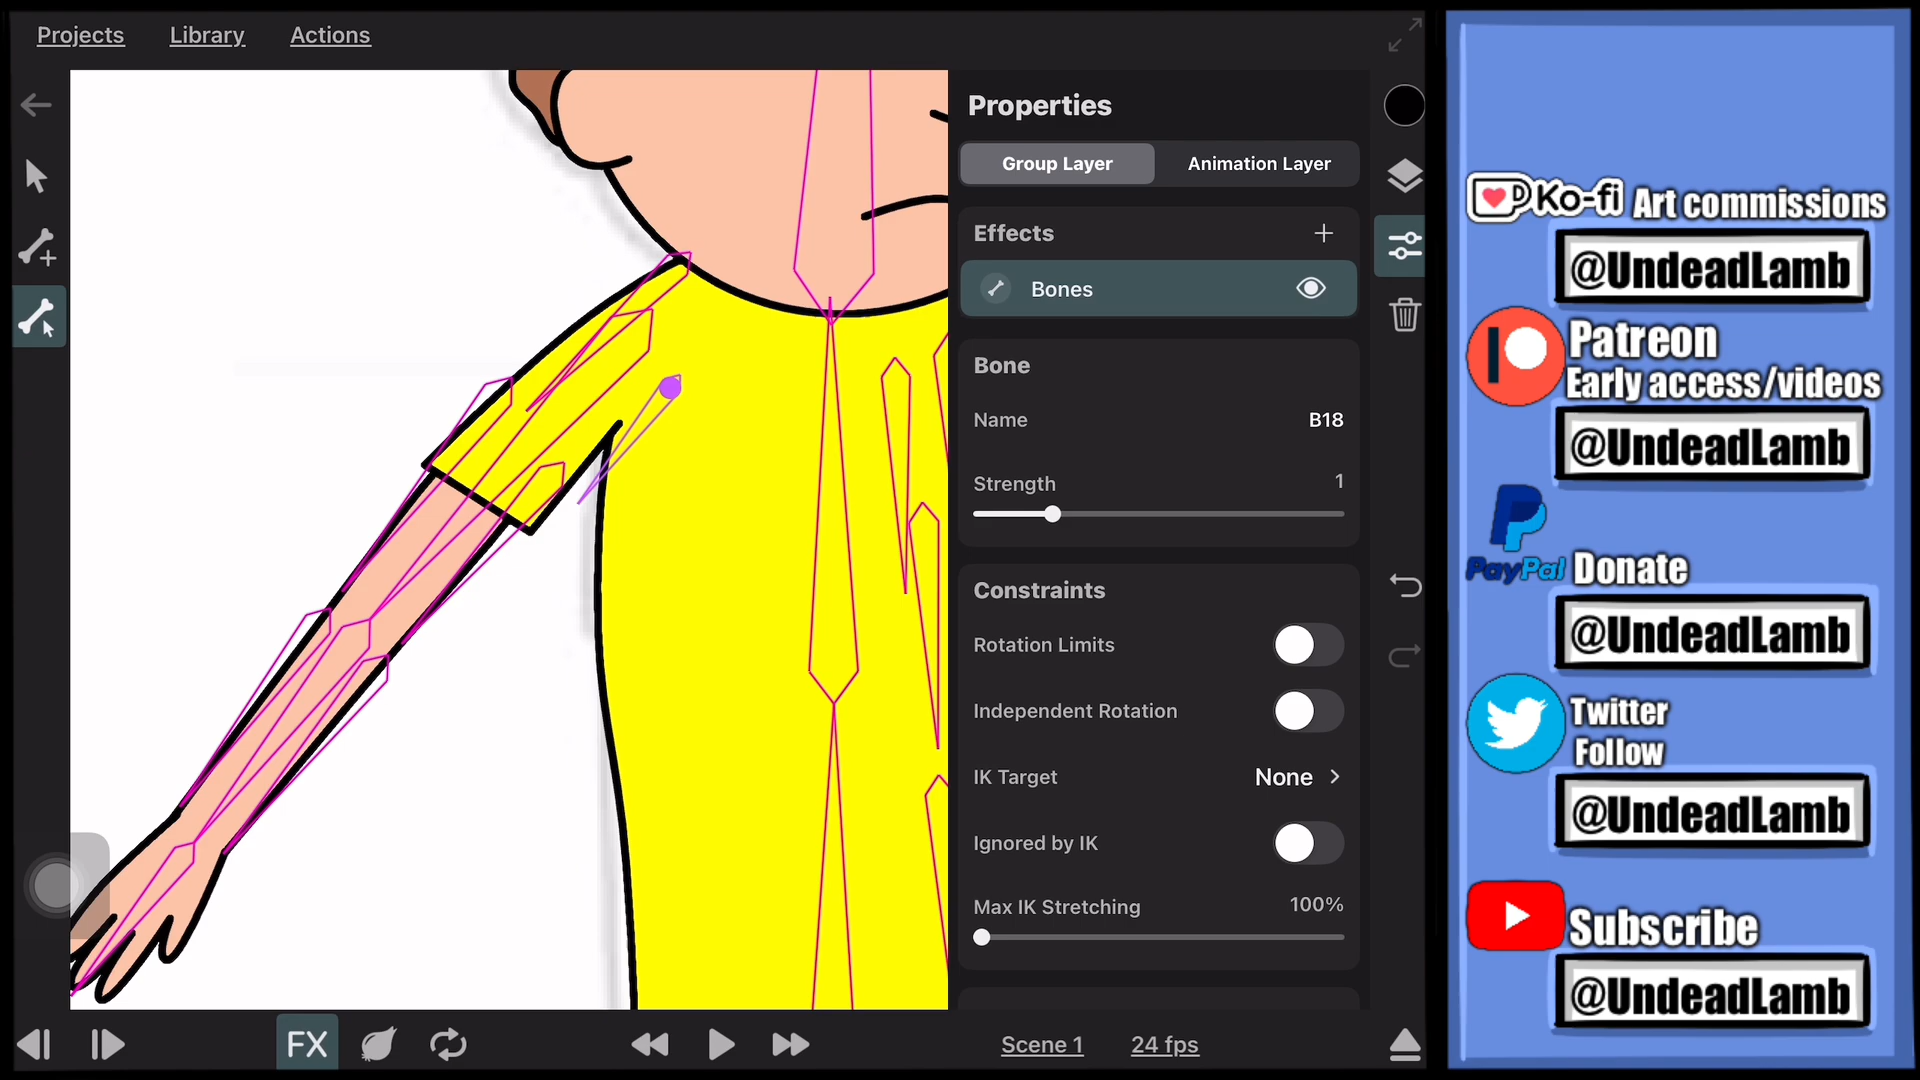 Projects
Library
Actions
Properties
Group Layer
Animation Layer
Effects
Bones
Bone
Name
B18
Strength
1
Constraints
Rotation Limits
Independent Rotation
IK Target
None
Ignored by IK
Max IK Stretching
100%
FX
Scene 1
24 fps
Ko-fi Art commissions
@UndeadLamb
Patreon
Early access/videos
@UndeadLamb
PayPal Donate
@UndeadLamb
Twitter
Follow
@UndeadLamb
Subscribe
@UndeadLamb